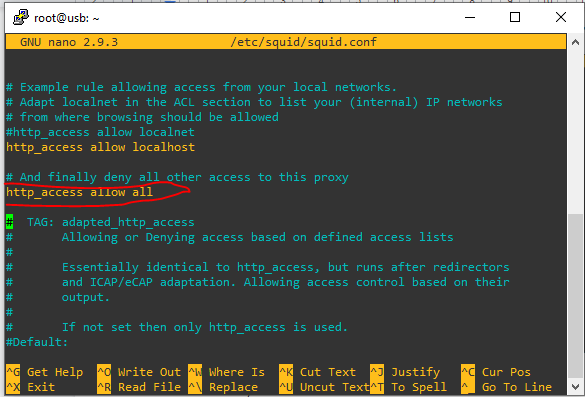 root@usb: ~
GNU nano 2.9.3 /etc/squid/squid.conf
# Example rule allowing access from your local networks.
# Adapt localnet in the ACL section to list your (internal) IP networks
# from where browsing should be allowed
#http_access allow localnet
http_access allow localhost
# And finally deny all other access to this proxy
http_access allow all
# TAG: adapted_http_access
# Allowing or Denying access based on defined access lists
#
# Essentially identical to http_access, but runs after redirectors
# and ICAP/eCAP adaptation. Allowing access control based on their
# output.
#
# If not set then only http_access is used.
#Default:
^G Get Help ^O Write Out ^W Where Is ^K Cut Text ^J Justify ^C Cur Pos
^X Exit ^R Read File ^\ Replace ^U Uncut Text ^T To Spell ^_ Go To Line